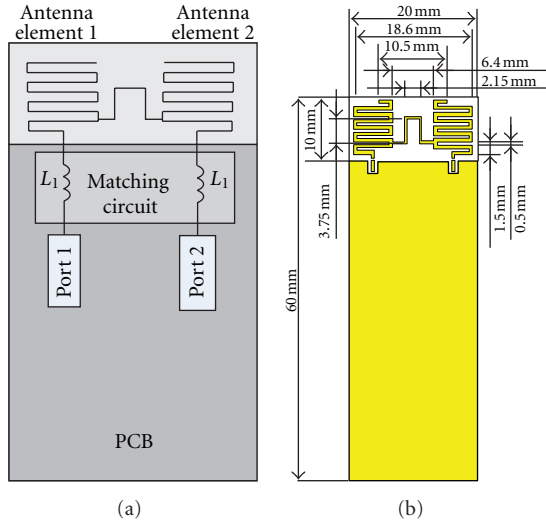 Antenna
element 1
Antenna
element 2
L1
L1
Matching
circuit
Port 1
Port 2
PCB
(a)
20 mm
18.6 mm
10.5 mm
6.4 mm
2.15 mm
10 mm
3.75 mm
60 mm
1.5 mm
0.5 mm
(b)